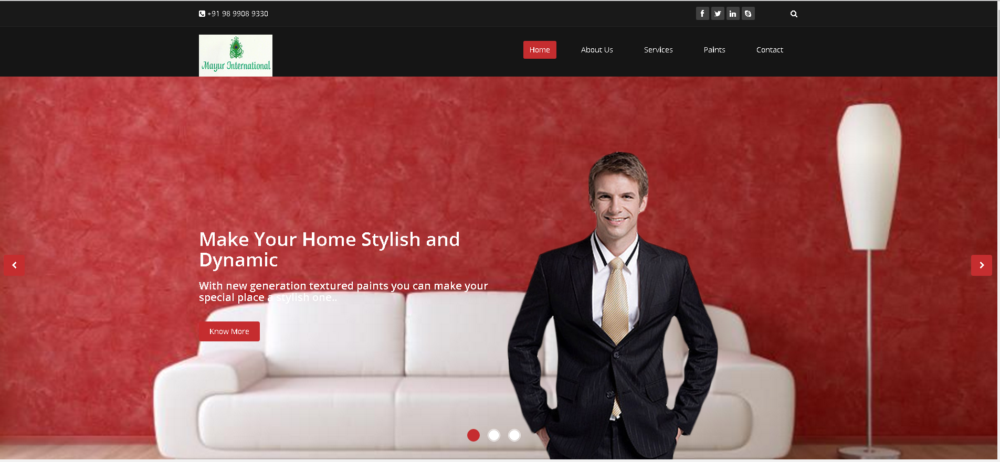 +91 98 9908 9330
Mayur International
Home
About Us
Services
Paints
Contact
Make Your Home Stylish and
Dynamic
With new generation textured paints you can make your
special place a stylish one..
Know More